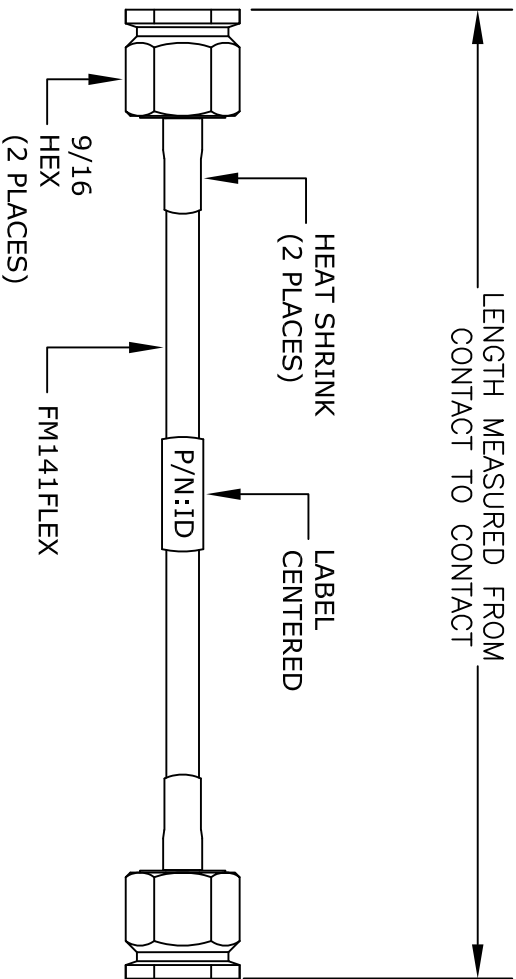 LENGTH MEASURED FROM
CONTACT TO CONTACT
HEAT SHRINK
(2 PLACES)
LABEL
CENTERED
P/N:ID
9/16
HEX
(2 PLACES)
FM141FLEX